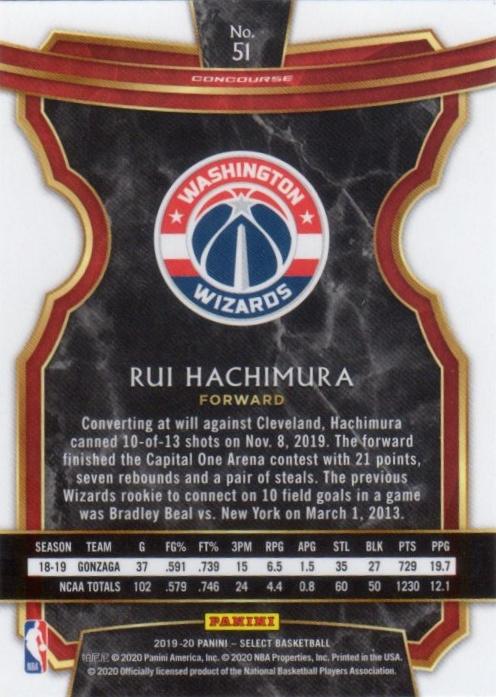 No.
51
CONCOURSE
WASHINGTON
WIZARDS
RUI HACHIMURA
FORWARD
Converting at will against Cleveland, Hachimura
canned 10-of-13 shots on Nov. 8, 2019. The forward
finished the Capital One Arena contest with 21 points,
seven rebounds and a pair of steals. The previous
Wizards rookie to connect on 10 field goals in a game
was Bradley Beal vs. New York on March 1, 2013.
SEASON TEAM G FG% FT% 3PM RPG APG STL BLK PTS PPG
18-19 GONZAGA 37 .591 .739 15 6.5 1.5 35 27 729 19.7
NCAA TOTALS 102 .579 .746 24 4.4 0.8 60 50 1230 12.1
PANINI
2019-20 PANINI – SELECT BASKETBALL
帕尼尼 © 2020 Panini America, Inc. © 2020 NBA Properties, Inc. Printed in the USA.
© 2020 Officially licensed product of the National Basketball Players Association.
NBA